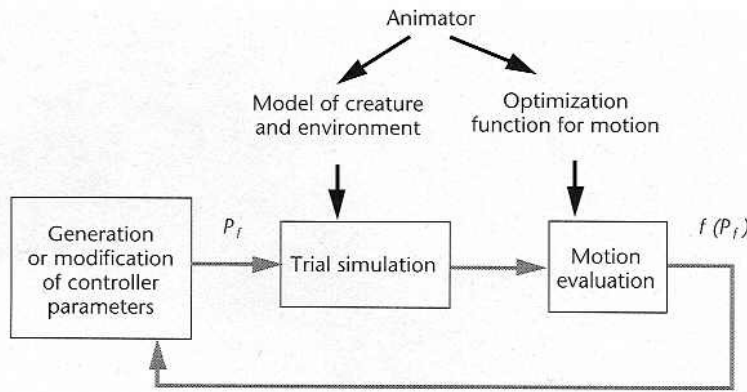 Animator
Model of creature
and environment
Optimization
function for motion
Generation
or modification
of controller
parameters
P_f
Trial simulation
Motion
evaluation
f (P_f)